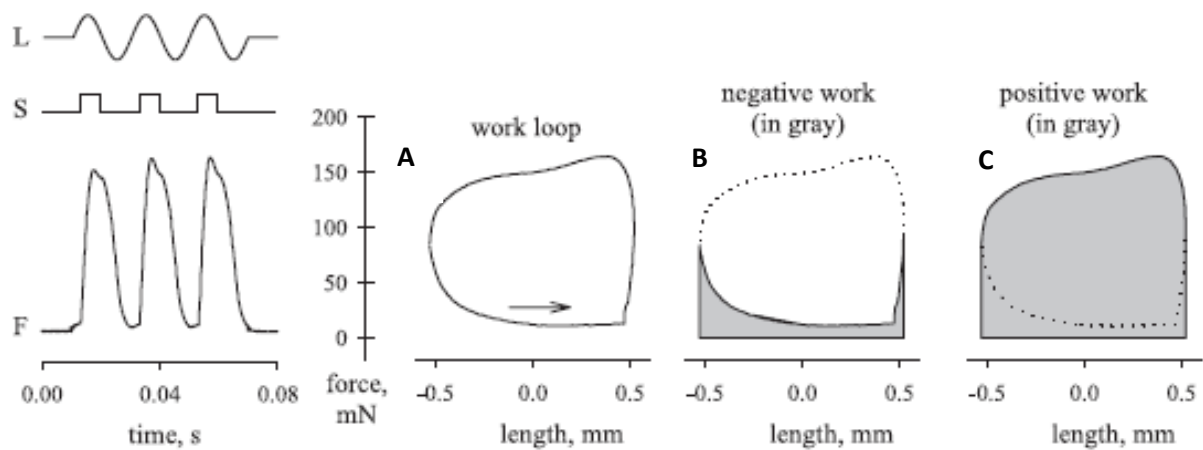 L
S
F
0.00 0.04 0.08
time, s
200
150
100
50
0
force,
mN
A
work loop
–0.5 0.0 0.5
length, mm
B
negative work
(in gray)
–0.5 0.0 0.5
length, mm
C
positive work
(in gray)
–0.5 0.0 0.5
length, mm